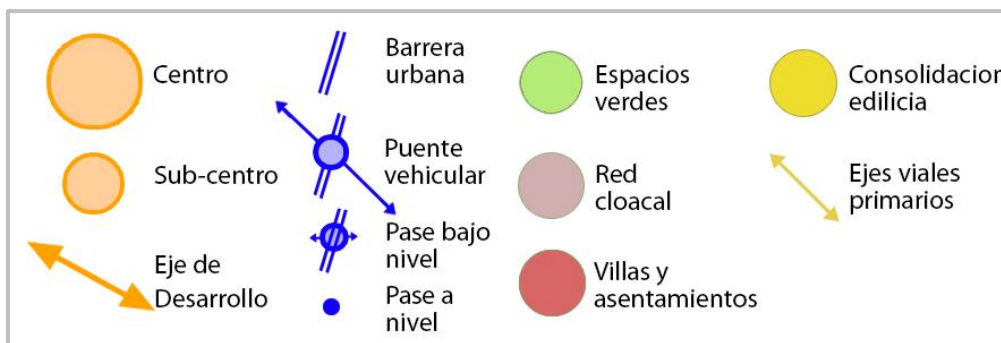 Centro
Sub-centro
Eje de
Desarrollo
Barrera
urbana
Puente
vehicular
Pase bajo
nivel
Pase a
nivel
Espacios
verdes
Red
cloacal
Villas y
asentamientos
Consolidacion
edilicia
Ejes viales
primarios